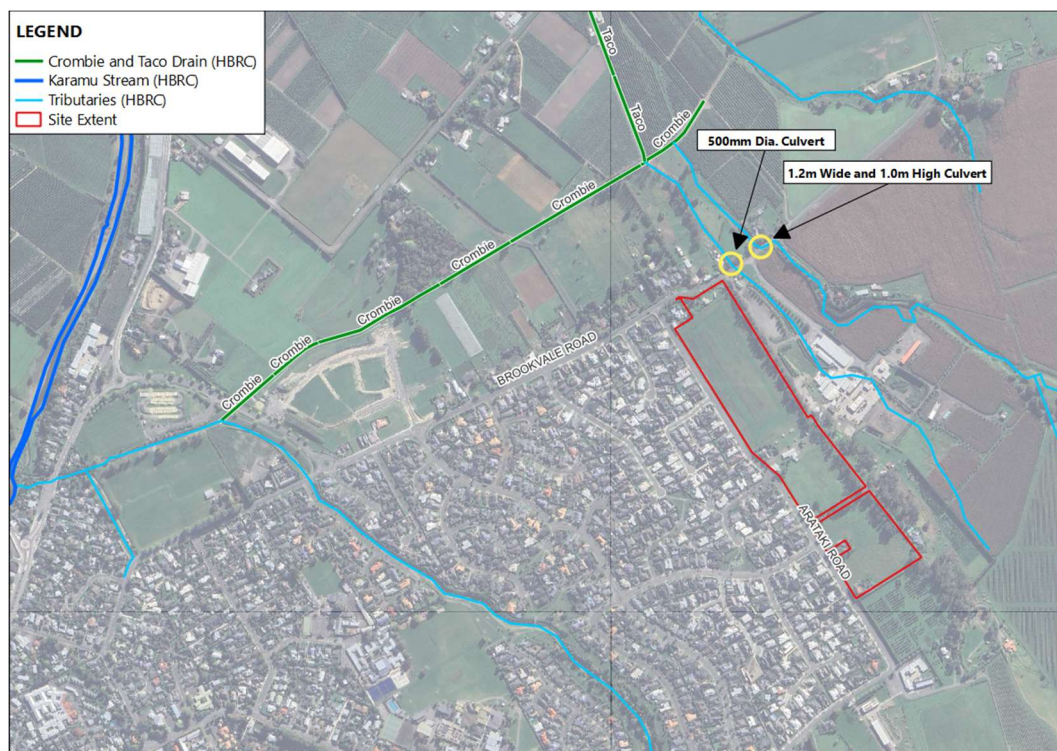 LEGEND
Crombie and Taco Drain (HBRC)
Karamu Stream (HBRC)
Tributaries (HBRC)
Site Extent
Taco
Taco
Crombie
500mm Dia. Culvert
1.2m Wide and 1.0m High Culvert
Crombie
Crombie
Crombie
Crombie
Crombie
BROOKVALE ROAD
ARATAKI ROAD